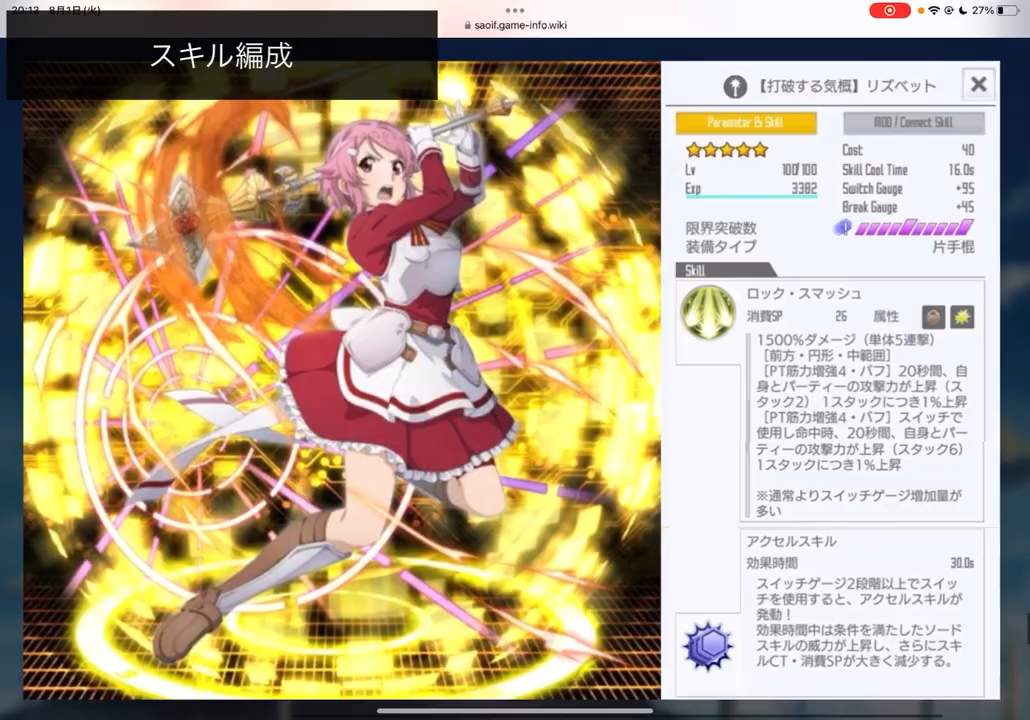 20:13 8月1日(火)
saoif.game-info.wiki
27%
スキル編成
【打破する気概】リズベット
Parameter & Skill
MOD / Connect Skill
Lv 100/100
Exp 3382
Cost 40
Skill Cool Time 16.0s
Switch Gauge +95
Break Gauge +45
限界突破数
装備タイプ 片手棍
Skill
ロック・スマッシュ
消費SP 26 属性
1500%ダメージ（単体5連撃）
［前方・円形・中範囲］
［PT筋力増強4・バフ］20秒間、自
身とパーティーの攻撃力が上昇（ス
タック2） 1スタックにつき1%上昇
［PT筋力増強4・バフ］スイッチで
使用し命中時、20秒間、自身とパー
ティーの攻撃力が上昇（スタック6）
1スタックにつき1%上昇
※通常よりスイッチゲージ増加量が
多い
アクセルスキル
効果時間 30.0s
スイッチゲージ2段階以上でスイッ
チを使用すると、アクセルスキルが
発動！
効果時間中は条件を満たしたソード
スキルの威力が上昇し、さらにスキ
ルCT・消費SPが大きく減少する。